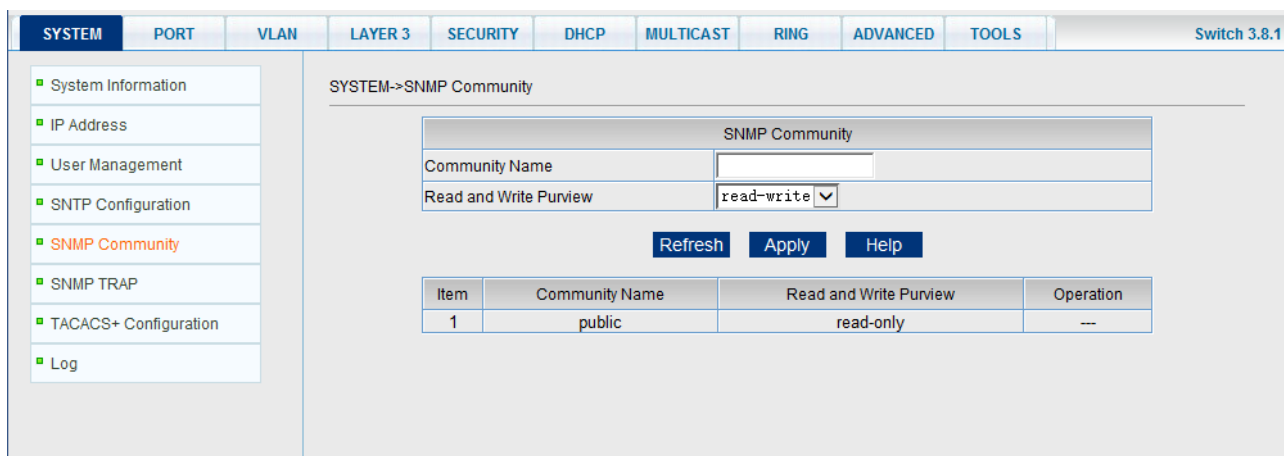 SYSTEM PORT VLAN LAYER 3 SECURITY DHCP MULTICAST RING ADVANCED TOOLS Switch 3.8.1
System Information
IP Address
User Management
SNTP Configuration
SNMP Community
SNMP TRAP
TACACS+ Configuration
Log
SYSTEM->SNMP Community
SNMP Community
Community Name
Read and Write Purview read-write
Refresh Apply Help
Item Community Name Read and Write Purview Operation
1 public read-only ---